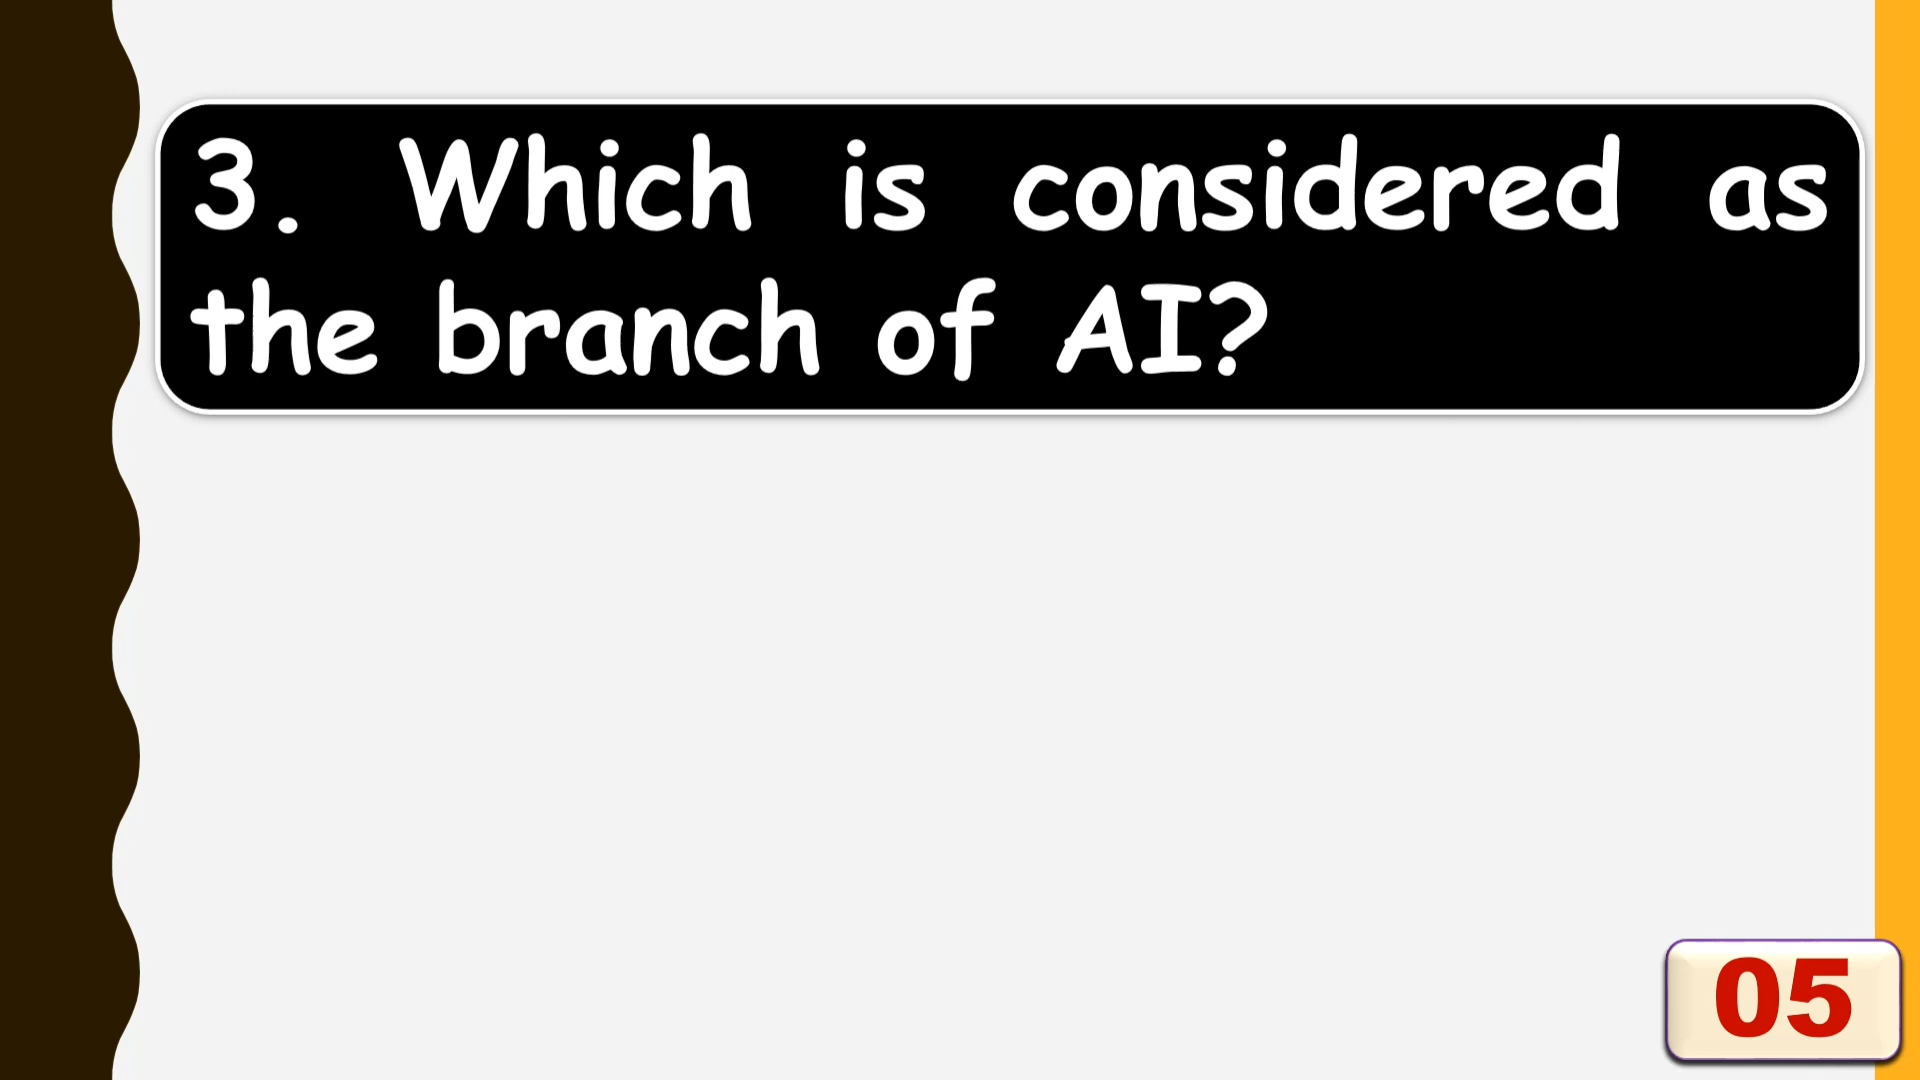 3. Which is considered as
the branch of AI?
05